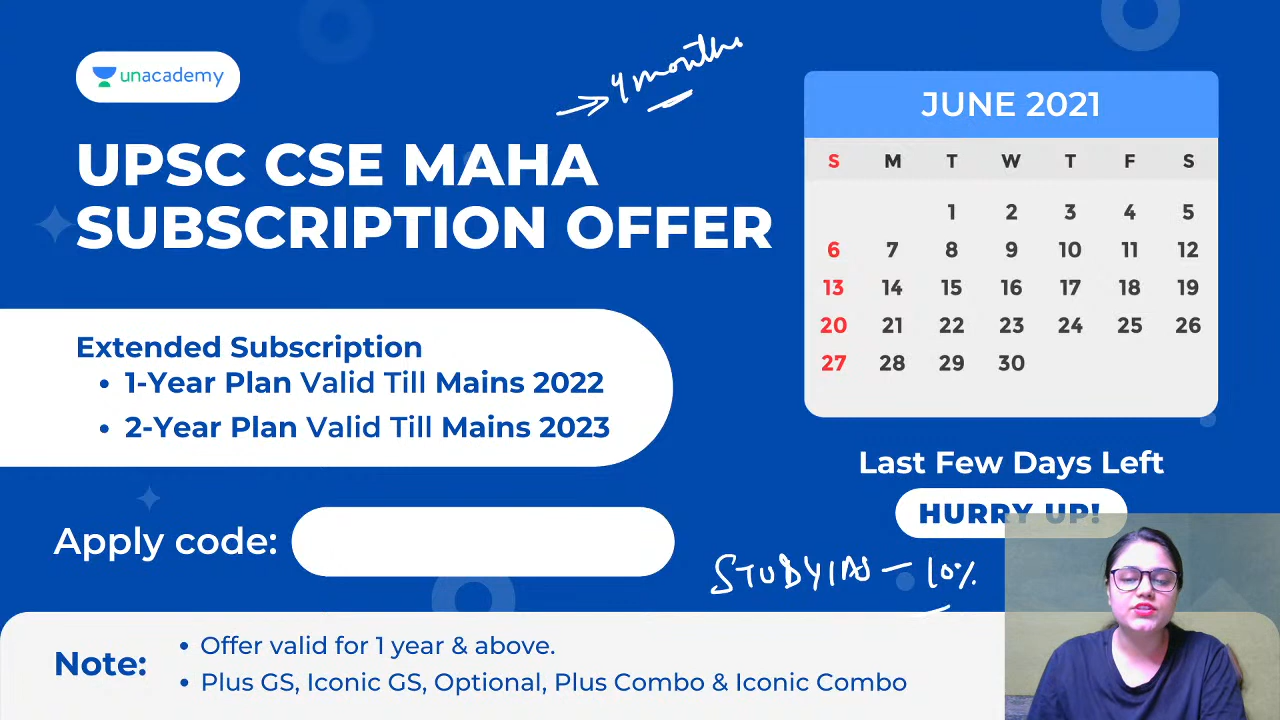 unacademy
→ 4 months
UPSC CSE MAHA
SUBSCRIPTION OFFER
Extended Subscription
• 1-Year Plan Valid Till Mains 2022
• 2-Year Plan Valid Till Mains 2023
Apply code:
STUDYIAS – 10%
Note:
• Offer valid for 1 year & above.
• Plus GS, Iconic GS, Optional, Plus Combo & Iconic Combo
JUNE 2021
S M T W T F S
1 2 3 4 5
6 7 8 9 10 11 12
13 14 15 16 17 18 19
20 21 22 23 24 25 26
27 28 29 30
Last Few Days Left
HURRY UP!